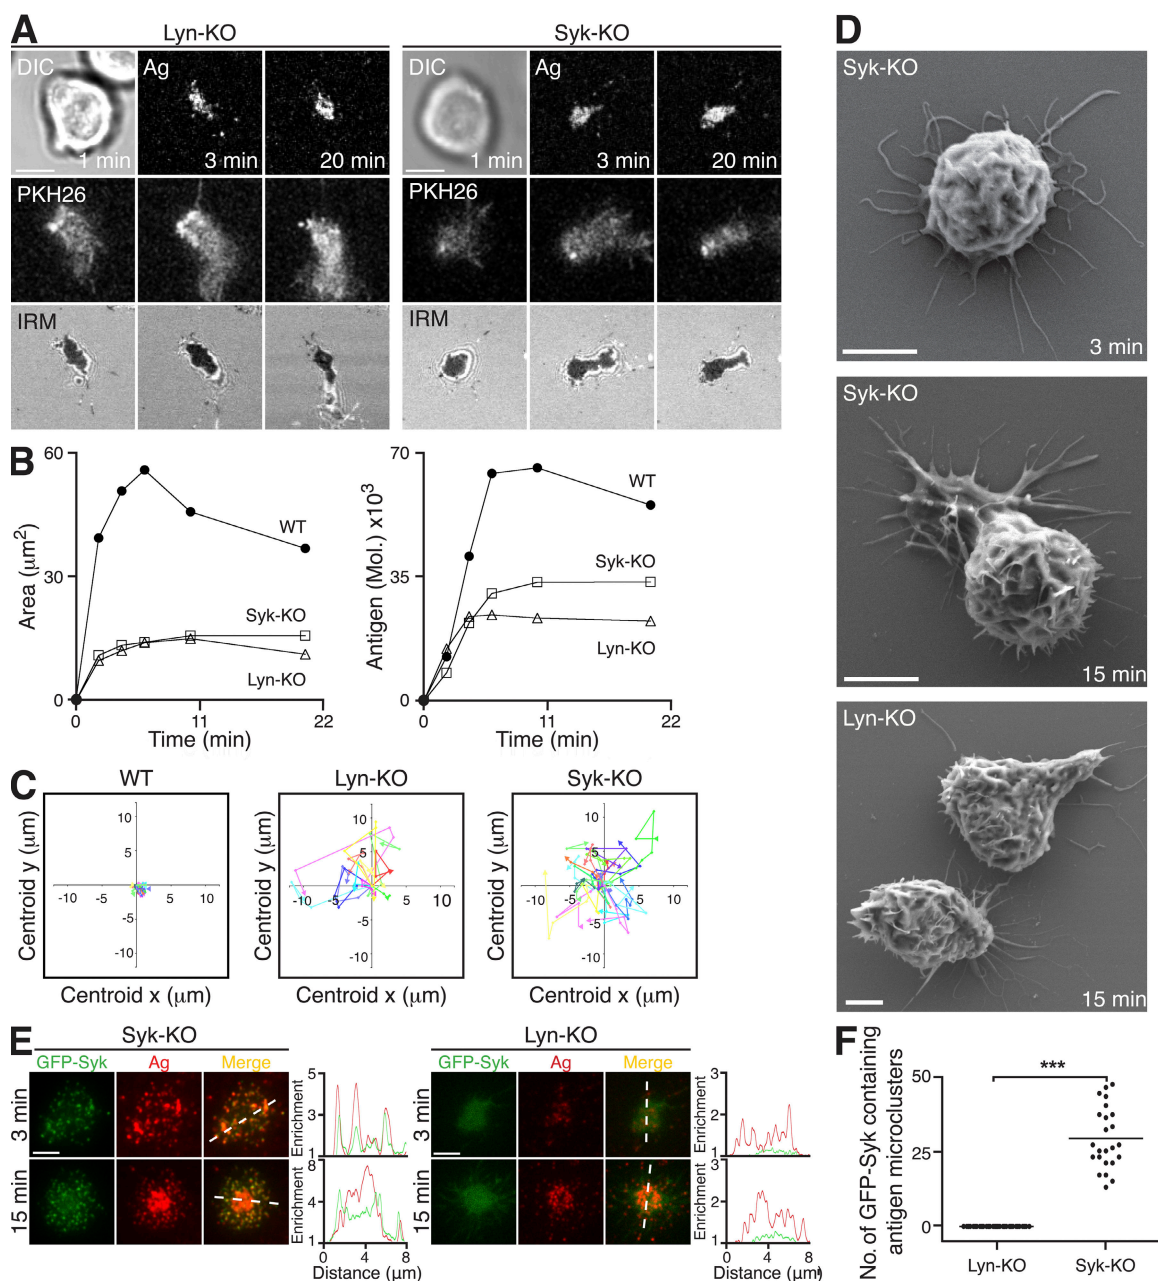 A
Lyn-KO
Syk-KO
DIC
1 min
Ag
3 min
20 min
DIC
1 min
Ag
3 min
20 min
PKH26
PKH26
IRM
IRM
B
60
30
0
Area (μm²)
WT
Syk-KO
Lyn-KO
0
11
22
Time (min)
70
35
0
Antigen (Mol.) x10³
WT
Syk-KO
Lyn-KO
0
11
22
Time (min)
C
WT
Lyn-KO
Syk-KO
Centroid y (μm)
10
5
-10
-5
5
10
-5
-10
Centroid x (μm)
Centroid y (μm)
10
5
-10
-5
5
10
-5
-10
Centroid x (μm)
Centroid y (μm)
10
5
-10
-5
5
10
-5
-10
Centroid x (μm)
D
Syk-KO
3 min
Syk-KO
15 min
Lyn-KO
15 min
E
Syk-KO
Lyn-KO
GFP-Syk
Ag
Merge
GFP-Syk
Ag
Merge
3 min
15 min
Enrichment
5
3
1
Enrichment
8
4
1
0
4
8
Distance (μm)
3 min
15 min
Enrichment
3
2
1
Enrichment
3
2
1
0
4
8
Distance (μm)
F
No. of GFP-Syk containing
antigen microclusters
50
25
0
***
Lyn-KO
Syk-KO